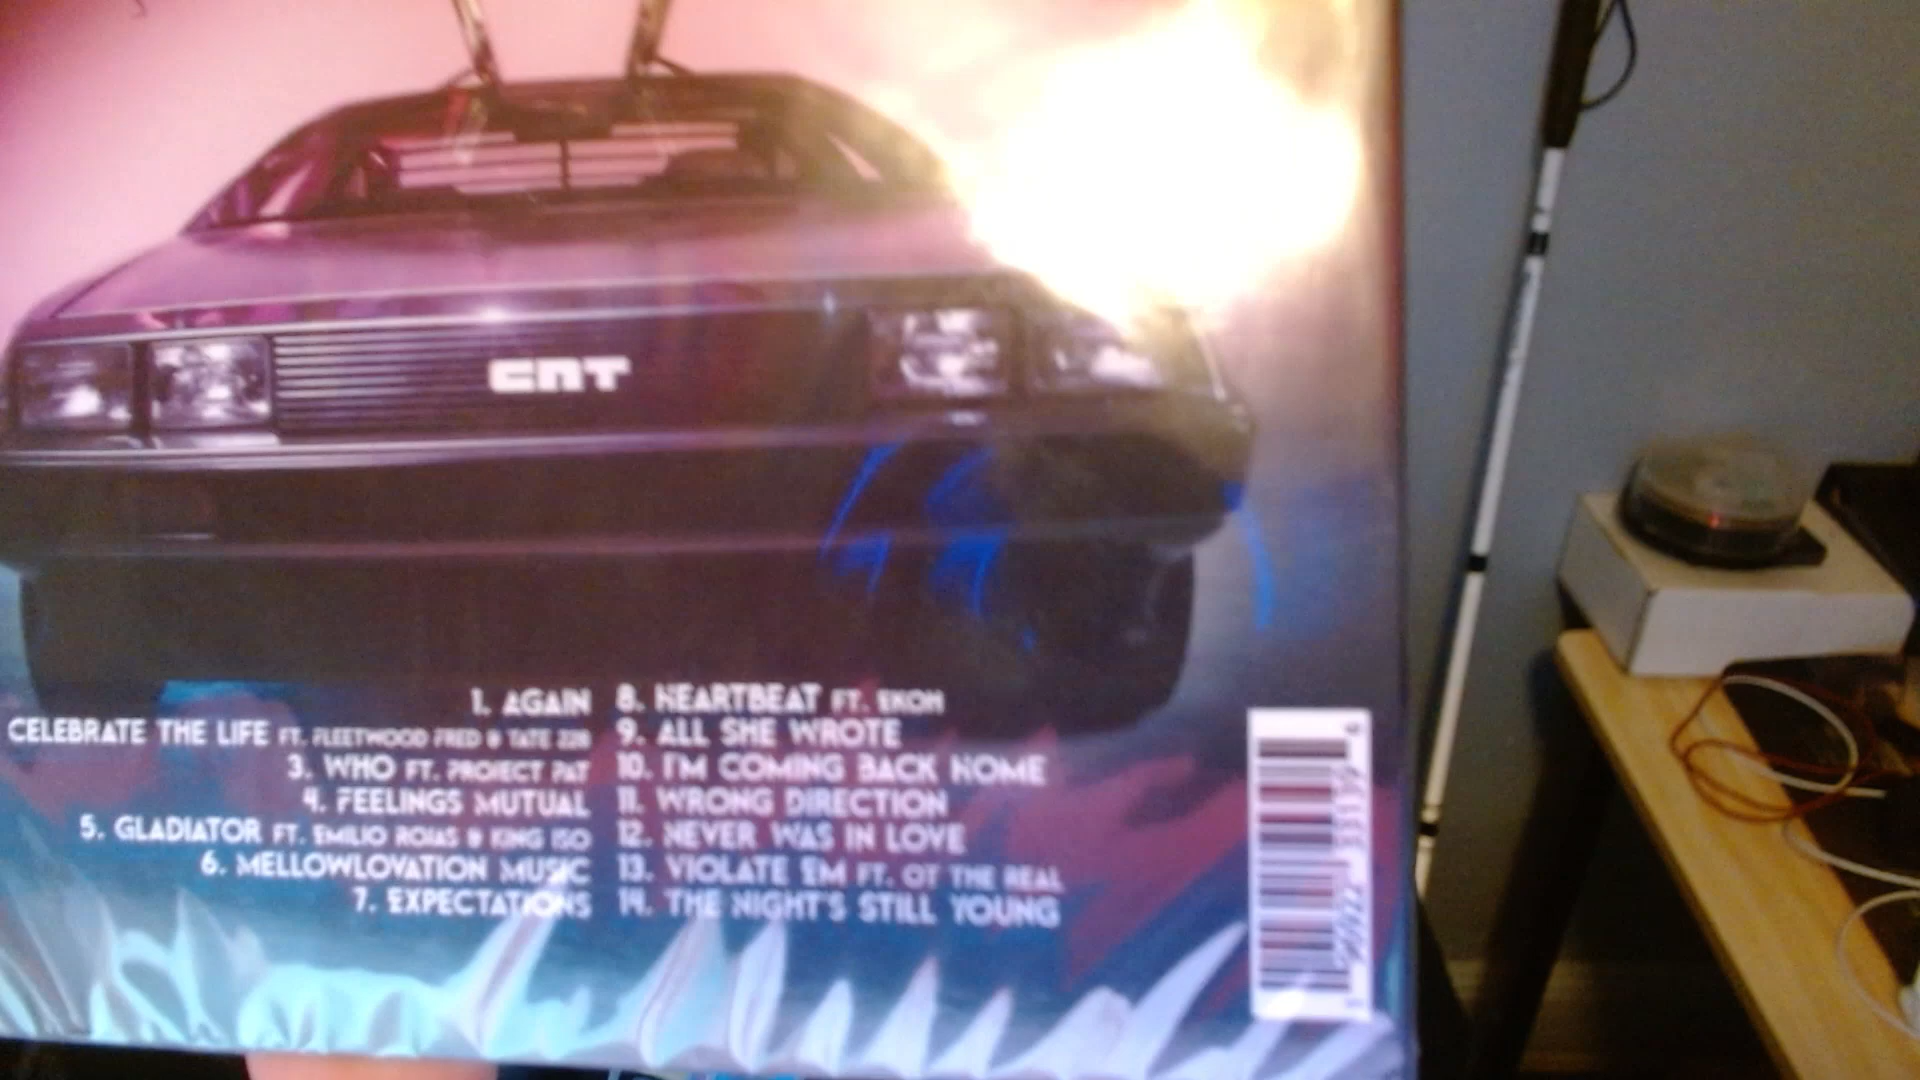 CNT
1. AGAIN
CELEBRATE THE LIFE FT. FLEETWOOD FRED & TATE 228
3. WHO FT. PROJECT PAT
4. FEELINGS MUTUAL
5. GLADIATOR FT. EMILIO ROJAS & KING ISO
6. MELLOWLOVATION MUSIC
7. EXPECTATIONS
8. HEARTBEAT FT. EKOH
9. ALL SHE WROTE
10. I'M COMING BACK HOME
11. WRONG DIRECTION
12. NEVER WAS IN LOVE
13. VIOLATE EM FT. OT THE REAL
14. THE NIGHT'S STILL YOUNG